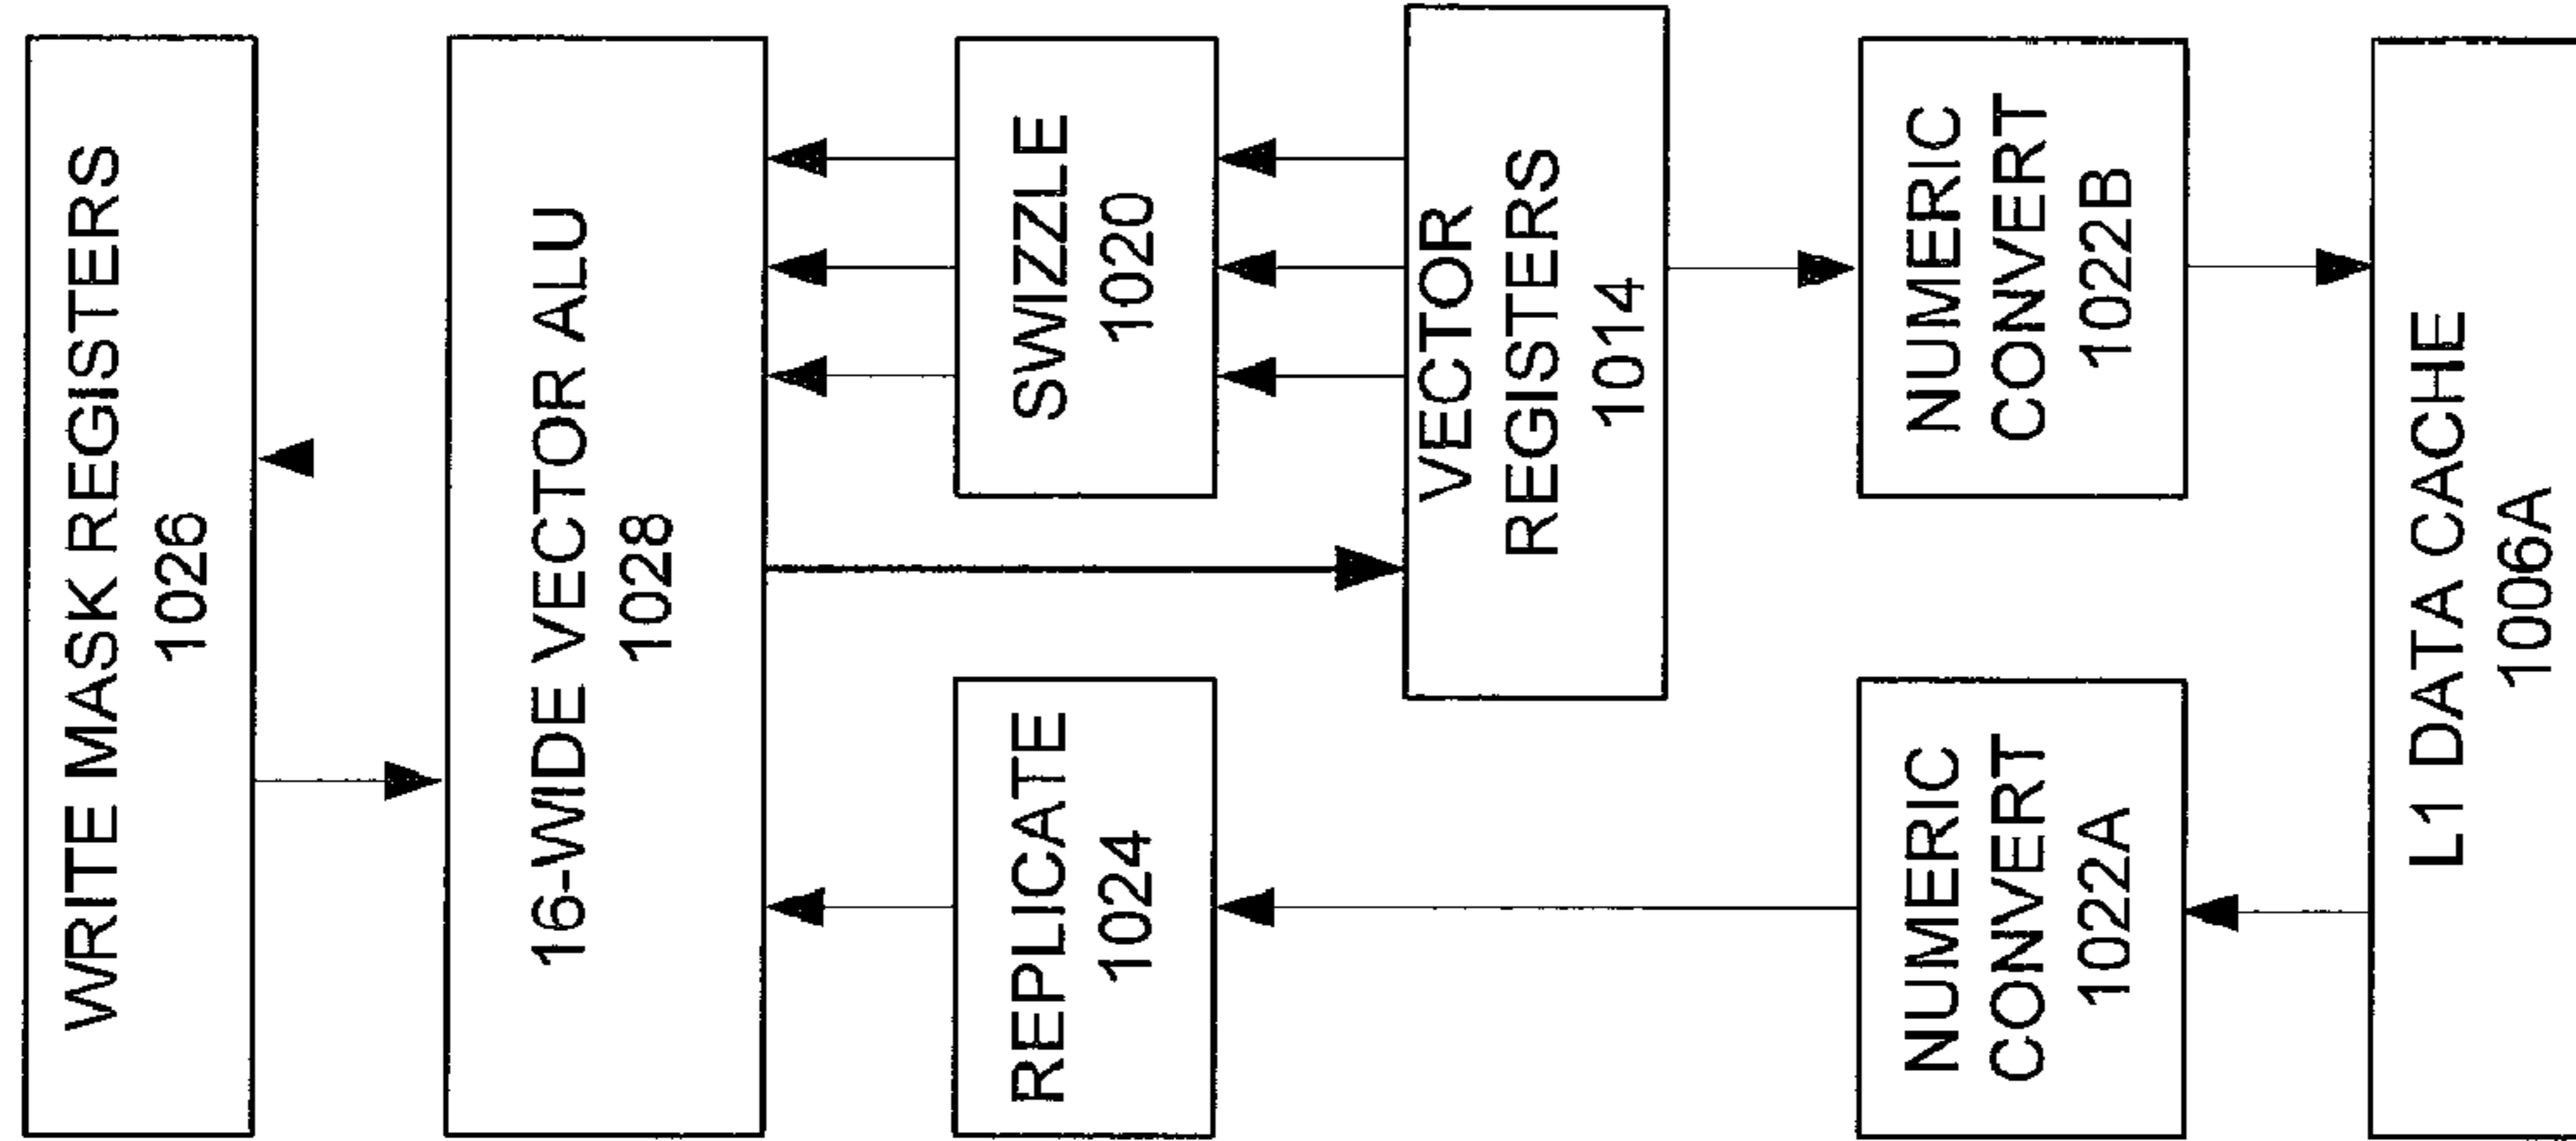 WRITE MASK REGISTERS
1026
16-WIDE VECTOR ALU
1028
REPLICATE
1024
SWIZZLE
1020
VECTOR
REGISTERS
1014
NUMERIC
CONVERT
1022A
NUMERIC
CONVERT
1022B
L1 DATA CACHE
1006A